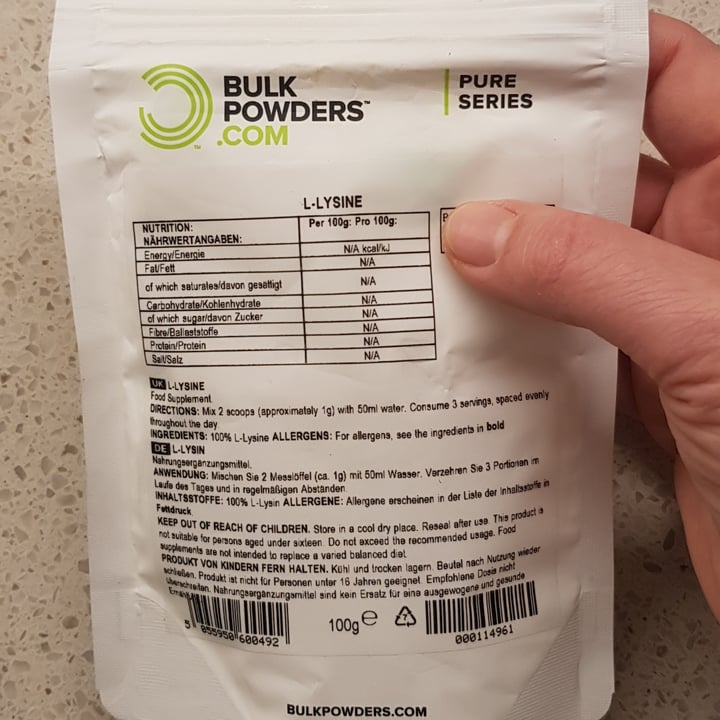 BULK
POWDERS™
.COM
PURE
SERIES
L-LYSINE
NUTRITION:
NÄHRWERTANGABEN:
Per 100g: Pro 100g:
Energy/Energie N/A kcal/kJ
Fat/Fett N/A
of which saturates/davon gesättigt N/A
Carbohydrate/Kohlenhydrate N/A
of which sugar/davon Zucker N/A
Fibre/Ballaststoffe N/A
Protein/Protein N/A
Salt/Salz N/A
UK L-LYSINE
Food Supplement
DIRECTIONS: Mix 2 scoops (approximately 1g) with 50ml water. Consume 3 servings, spaced evenly
throughout the day
INGREDIENTS: 100% L-Lysine ALLERGENS: For allergens, see the ingredients in bold
DE L-LYSIN
Nahrungsergänzungsmittel.
ANWENDUNG: Mischen Sie 2 Messlöffel (ca. 1g) mit 50ml Wasser. Verzehren Sie 3 Portionen im
Laufe des Tages und in regelmäßigen Abständen.
INHALTSSTOFFE: 100% L-Lysin ALLERGENE: Allergene erscheinen in der Liste der Inhaltsstoffe in
Fettdruck
KEEP OUT OF REACH OF CHILDREN. Store in a cool dry place. Reseal after use. This product is
not suitable for persons aged under sixteen. Do not exceed the recommended usage. Food
supplements are not intended to replace a varied balanced diet.
PRODUKT VON KINDERN FERN HALTEN. Kühl und trocken lagern. Beutel nach Nutzung wieder
schließen. Produkt ist nicht für Personen unter 16 Jahren geeignet. Empfohlene Dosis nicht
überschreiten. Nahrungsergänzungsmittel sind kein Ersatz für eine ausgewogene und gesunde
5 055950 600492
100g e
7
000114961
BULKPOWDERS.COM